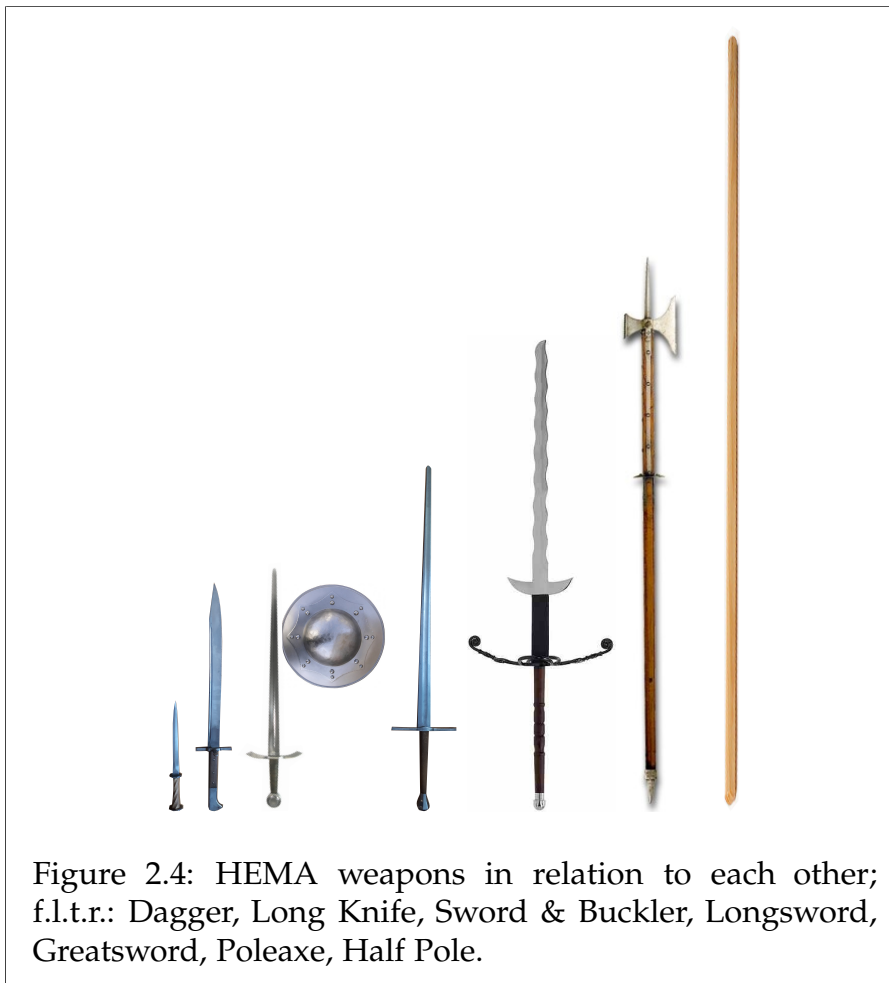 Figure 2.4: HEMA weapons in relation to each other;
f.l.t.r.: Dagger, Long Knife, Sword & Buckler, Longsword,
Greatsword, Poleaxe, Half Pole.